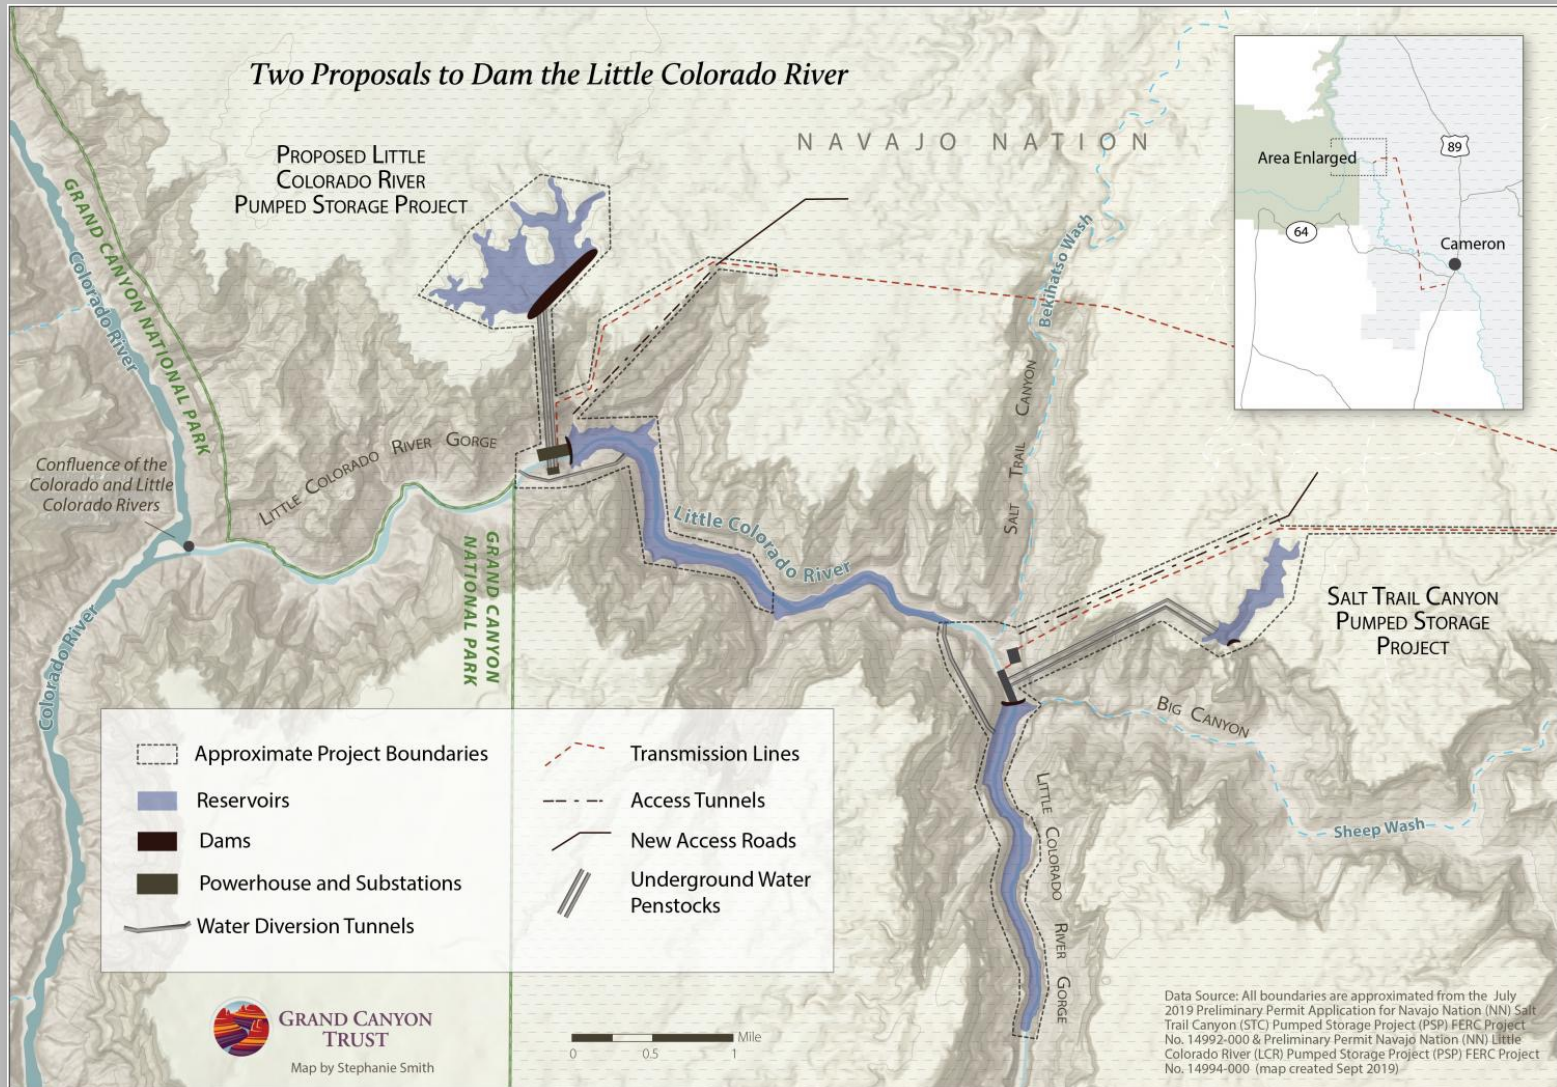 Two Proposals to Dam the Little Colorado River
NAVAJO NATION
PROPOSED LITTLE
COLORADO RIVER
PUMPED STORAGE PROJECT
GRAND CANYON NATIONAL PARK
Colorado River
Area Enlarged
89
64
Cameron
Bekihatso Wash
SALT TRAIL CANYON
LITTLE COLORADO RIVER GORGE
Confluence of the
Colorado and Little
Colorado Rivers
Little Colorado River
GRAND CANYON
NATIONAL PARK
Colorado River
SALT TRAIL CANYON
PUMPED STORAGE
PROJECT
BIG CANYON
Sheep Wash
LITTLE COLORADO RIVER GORGE
Approximate Project Boundaries
Reservoirs
Dams
Powerhouse and Substations
Water Diversion Tunnels
Transmission Lines
Access Tunnels
New Access Roads
Underground Water
Penstocks
GRAND CANYON
TRUST
Map by Stephanie Smith
Mile
0 0.5 1
Data Source: All boundaries are approximated from the July
2019 Preliminary Permit Application for Navajo Nation (NN) Salt
Trail Canyon (STC) Pumped Storage Project (PSP) FERC Project
No. 14992-000 & Preliminary Permit Navajo Nation (NN) Little
Colorado River (LCR) Pumped Storage Project (PSP) FERC Project
No. 14994-000 (map created Sept 2019)